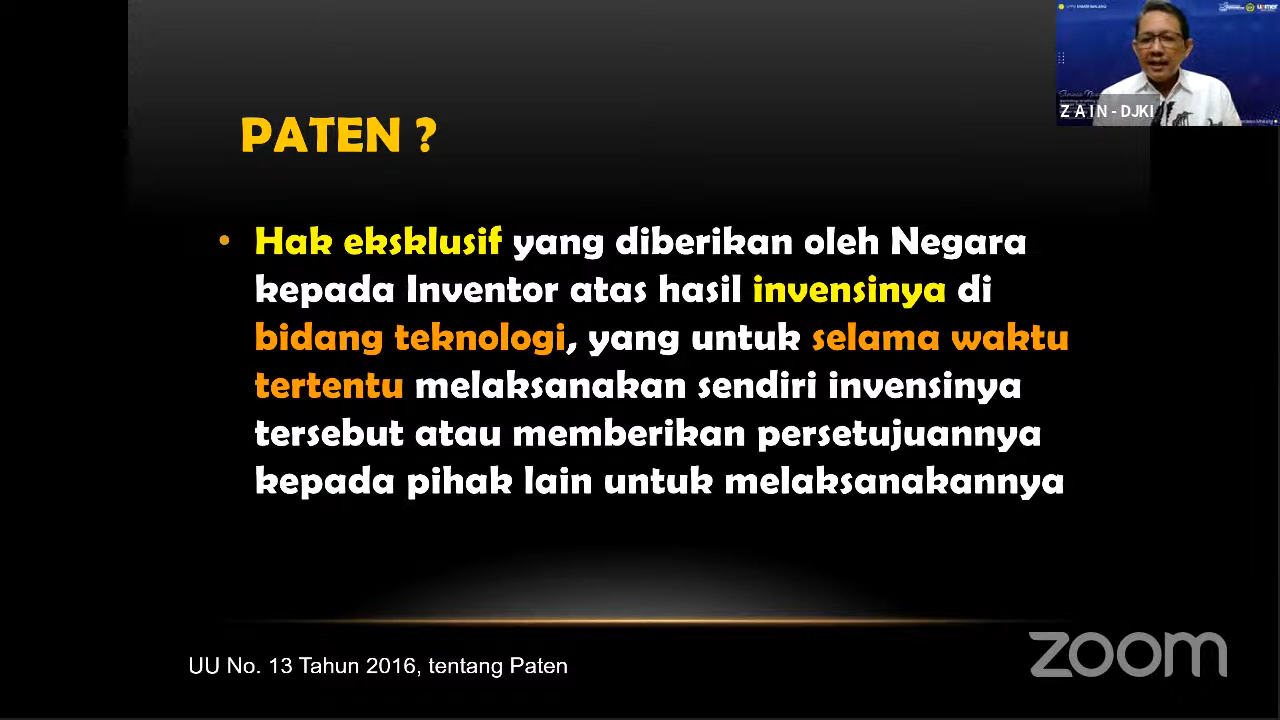 PATEN ?
Z A I N - DJKI
• Hak eksklusif yang diberikan oleh Negara
kepada Inventor atas hasil invensinya di
bidang teknologi, yang untuk selama waktu
tertentu melaksanakan sendiri invensinya
tersebut atau memberikan persetujuannya
kepada pihak lain untuk melaksanakannya
UU No. 13 Tahun 2016, tentang Paten
zoom